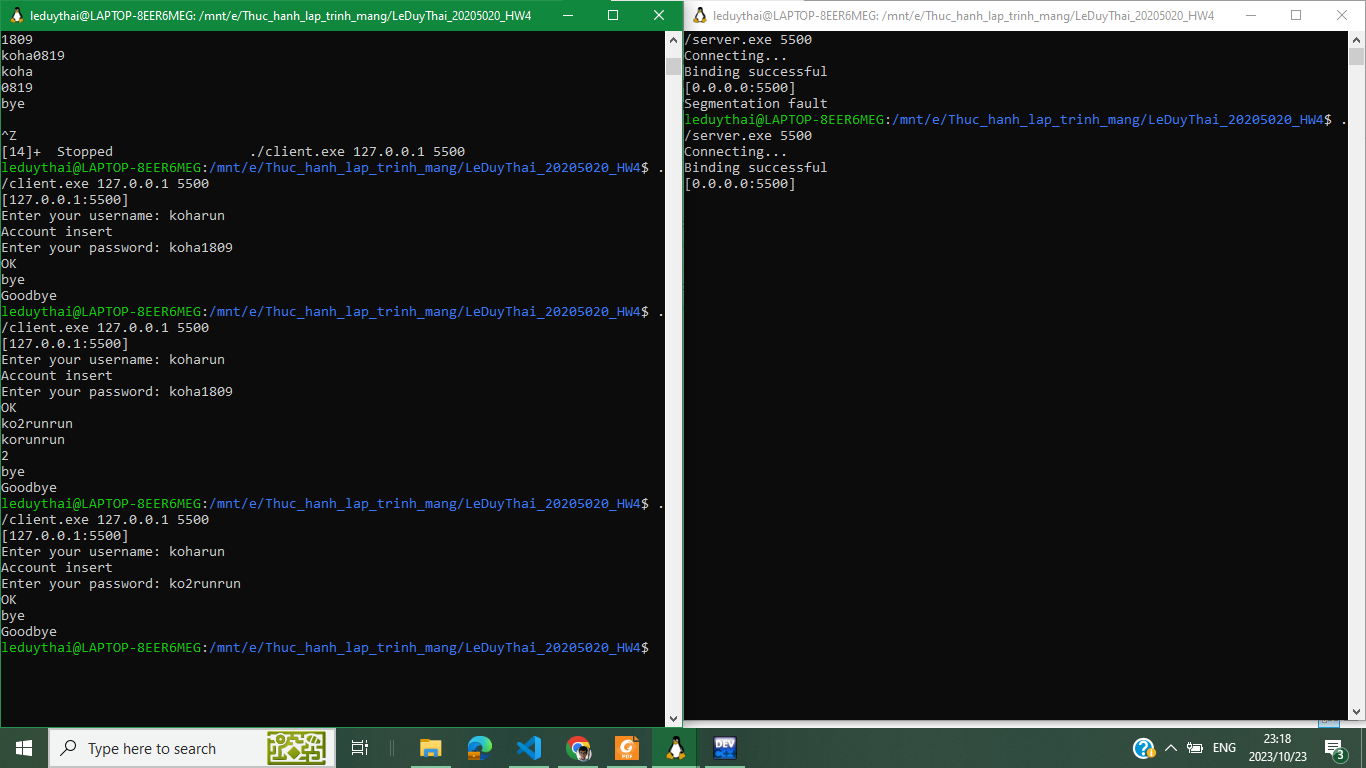 leduythai@LAPTOP-8EER6MEG: /mnt/e/Thuc_hanh_lap_trinh_mang/LeDuyThai_20205020_HW4
1809
koha0819
koha
0819
bye
^Z
[14]+  Stopped                 ./client.exe 127.0.0.1 5500
leduythai@LAPTOP-8EER6MEG:/mnt/e/Thuc_hanh_lap_trinh_mang/LeDuyThai_20205020_HW4$ .
/client.exe 127.0.0.1 5500
[127.0.0.1:5500]
Enter your username: koharun
Account insert
Enter your password: koha1809
OK
bye
Goodbye
leduythai@LAPTOP-8EER6MEG:/mnt/e/Thuc_hanh_lap_trinh_mang/LeDuyThai_20205020_HW4$ .
/client.exe 127.0.0.1 5500
[127.0.0.1:5500]
Enter your username: koharun
Account insert
Enter your password: koha1809
OK
ko2runrun
korunrun
2
bye
Goodbye
leduythai@LAPTOP-8EER6MEG:/mnt/e/Thuc_hanh_lap_trinh_mang/LeDuyThai_20205020_HW4$ .
/client.exe 127.0.0.1 5500
[127.0.0.1:5500]
Enter your username: koharun
Account insert
Enter your password: ko2runrun
OK
bye
Goodbye
leduythai@LAPTOP-8EER6MEG:/mnt/e/Thuc_hanh_lap_trinh_mang/LeDuyThai_20205020_HW4$
leduythai@LAPTOP-8EER6MEG: /mnt/e/Thuc_hanh_lap_trinh_mang/LeDuyThai_20205020_HW4
/server.exe 5500
Connecting...
Binding successful
[0.0.0.0:5500]
Segmentation fault
leduythai@LAPTOP-8EER6MEG:/mnt/e/Thuc_hanh_lap_trinh_mang/LeDuyThai_20205020_HW4$ .
/server.exe 5500
Connecting...
Binding successful
[0.0.0.0:5500]
Type here to search
PDF
DEV
ENG
23:18
2023/10/23
3